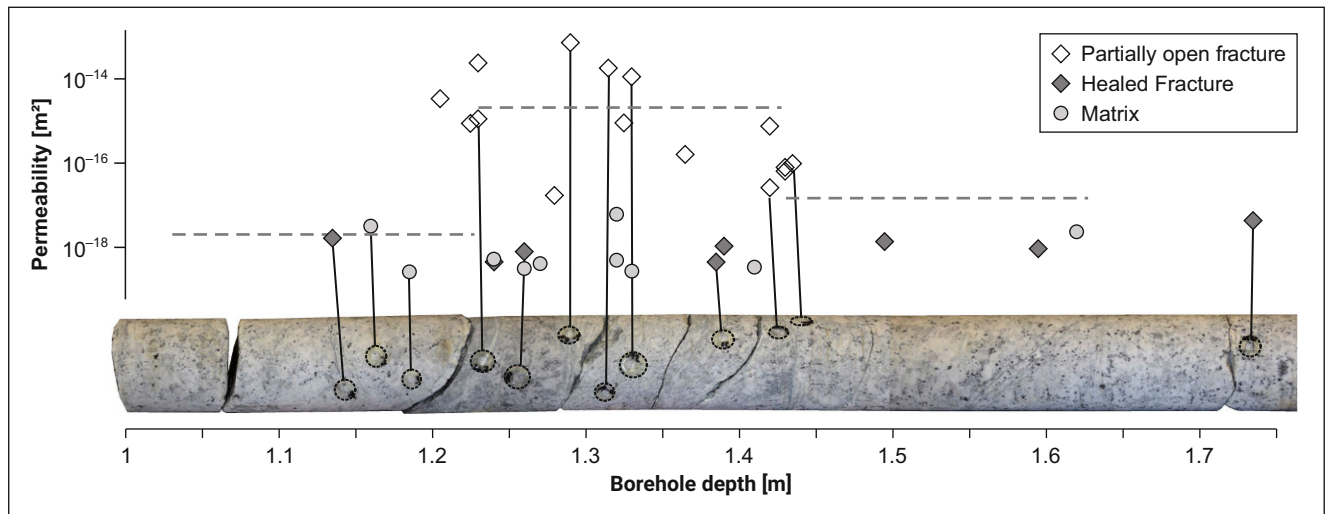 Partially open fracture
Healed Fracture
Matrix
Permeability [m²]
10⁻¹⁴
10⁻¹⁶
10⁻¹⁸
1 1.1 1.2 1.3 1.4 1.5 1.6 1.7
Borehole depth [m]